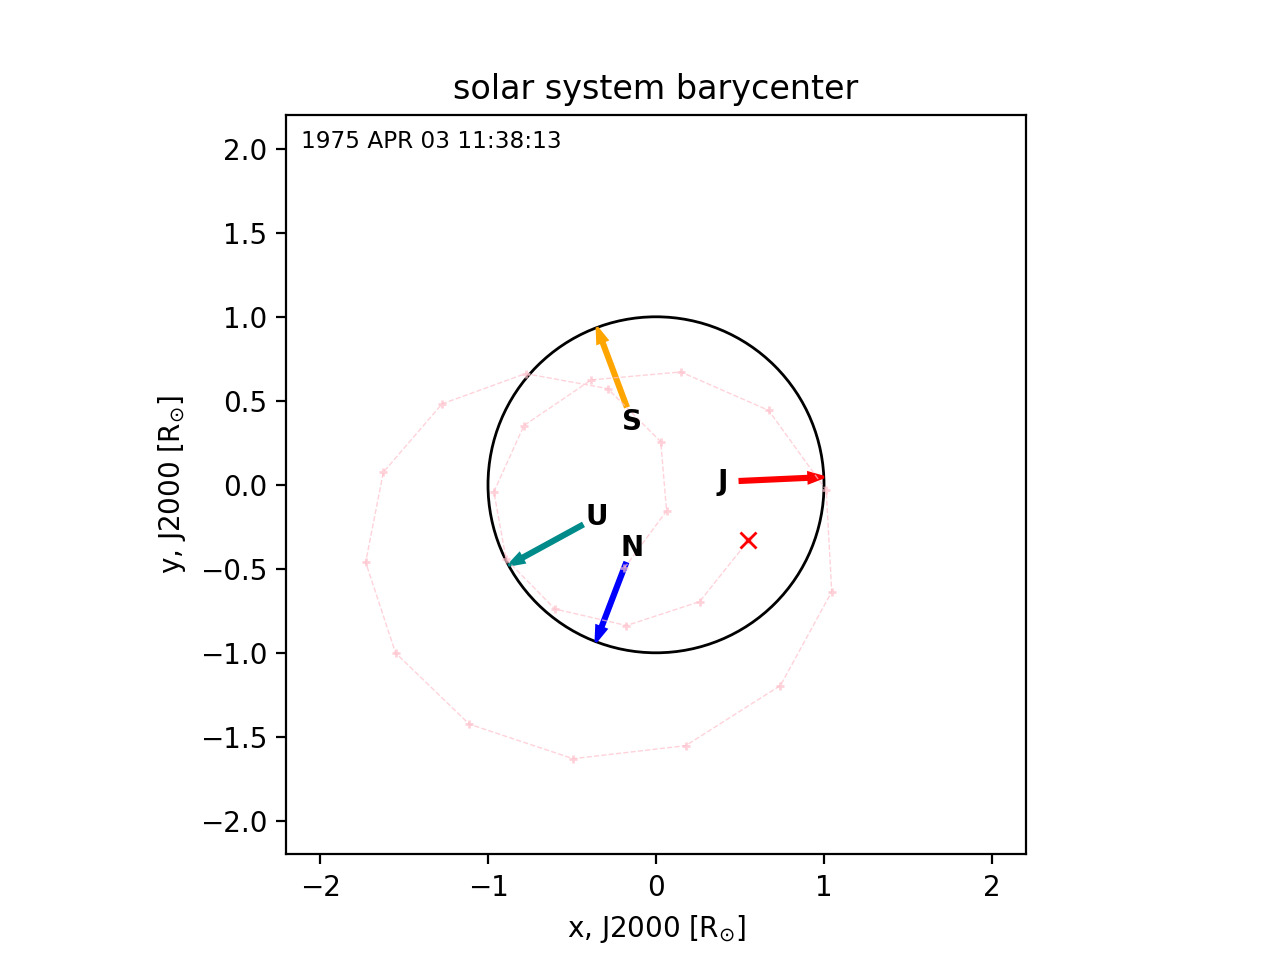 solar system barycenter
1975 APR 03 11:38:13
2.0
1.5
1.0
0.5
0.0
−0.5
−1.0
−1.5
−2.0
y, J2000 [R☉]
S
J
U
N
−2
−1
0
1
2
x, J2000 [R☉]